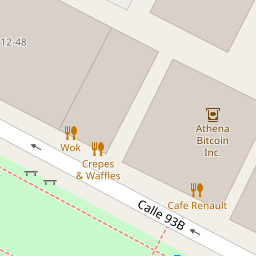 12-48
Athena
Bitcoin
Inc.
Wok
Crepes
& Waffles
Cafe Renault
Calle 93B